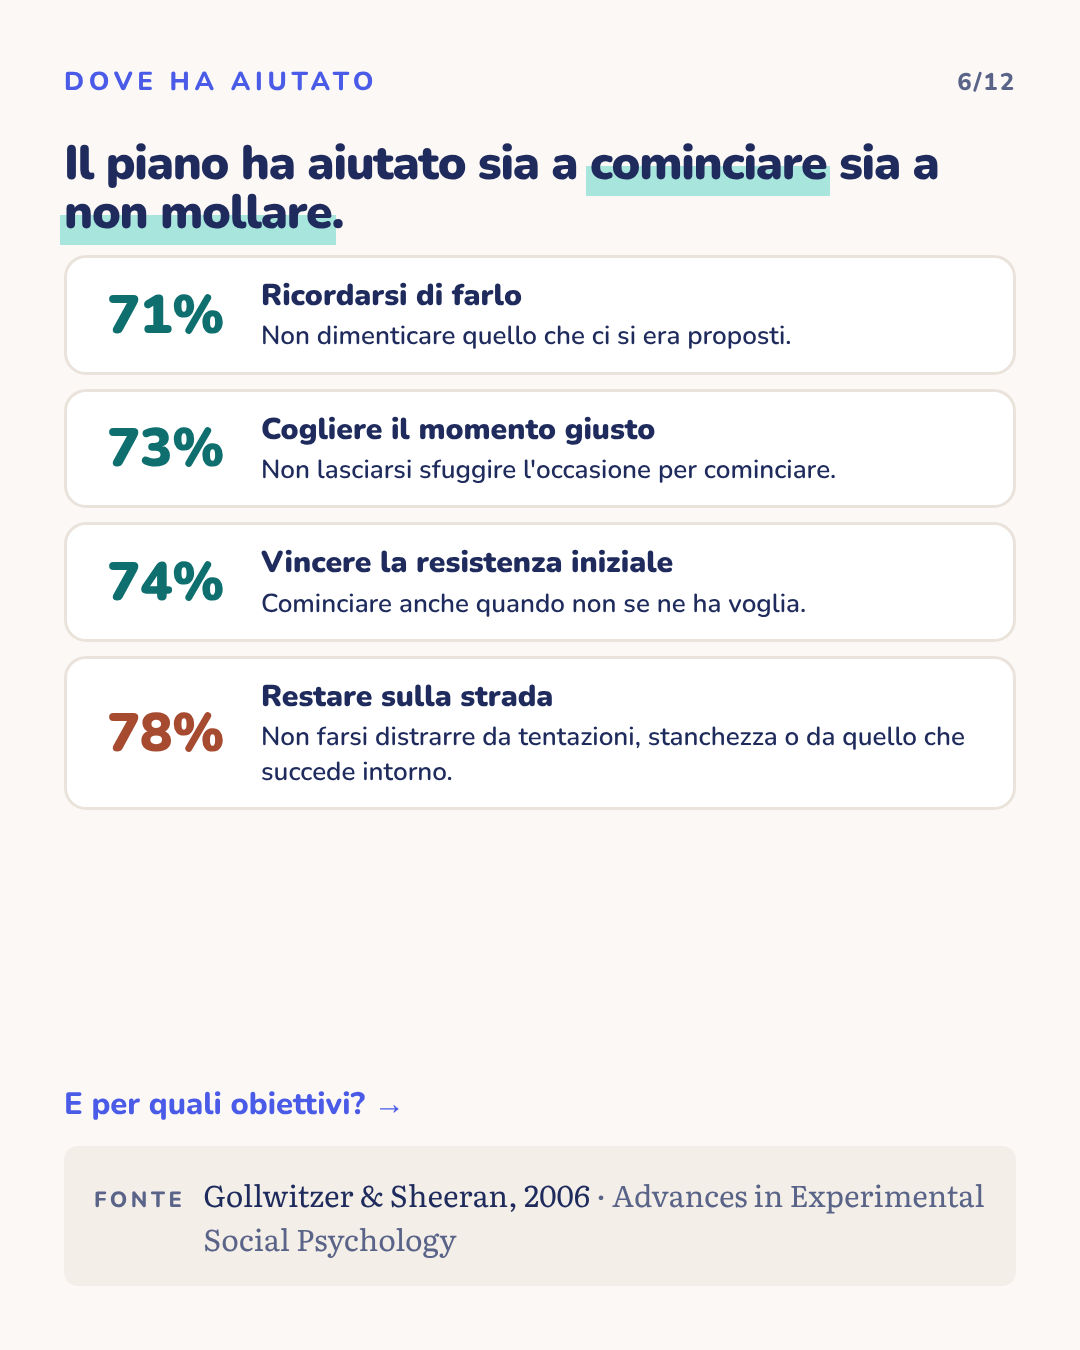 DOVE HA AIUTATO
6/12
Il piano ha aiutato sia a cominciare sia a
non mollare.
71%
Ricordarsi di farlo
Non dimenticare quello che ci si era proposti.
73%
Cogliere il momento giusto
Non lasciarsi sfuggire l'occasione per cominciare.
74%
Vincere la resistenza iniziale
Cominciare anche quando non se ne ha voglia.
78%
Restare sulla strada
Non farsi distrarre da tentazioni, stanchezza o da quello che
succede intorno.
E per quali obiettivi? →
FONTE Gollwitzer & Sheeran, 2006 · Advances in Experimental
Social Psychology